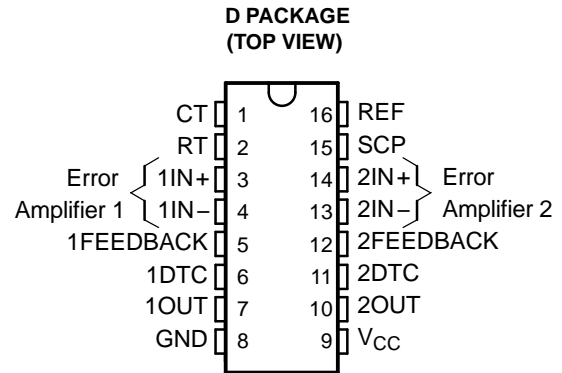 D PACKAGE
(TOP VIEW)
CT 1 16 REF
RT 2 15 SCP
Error Amplifier 1 1IN+ 3 14 2IN+ Error Amplifier 2
1IN− 4 13 2IN−
1FEEDBACK 5 12 2FEEDBACK
1DTC 6 11 2DTC
1OUT 7 10 2OUT
GND 8 9 VCC